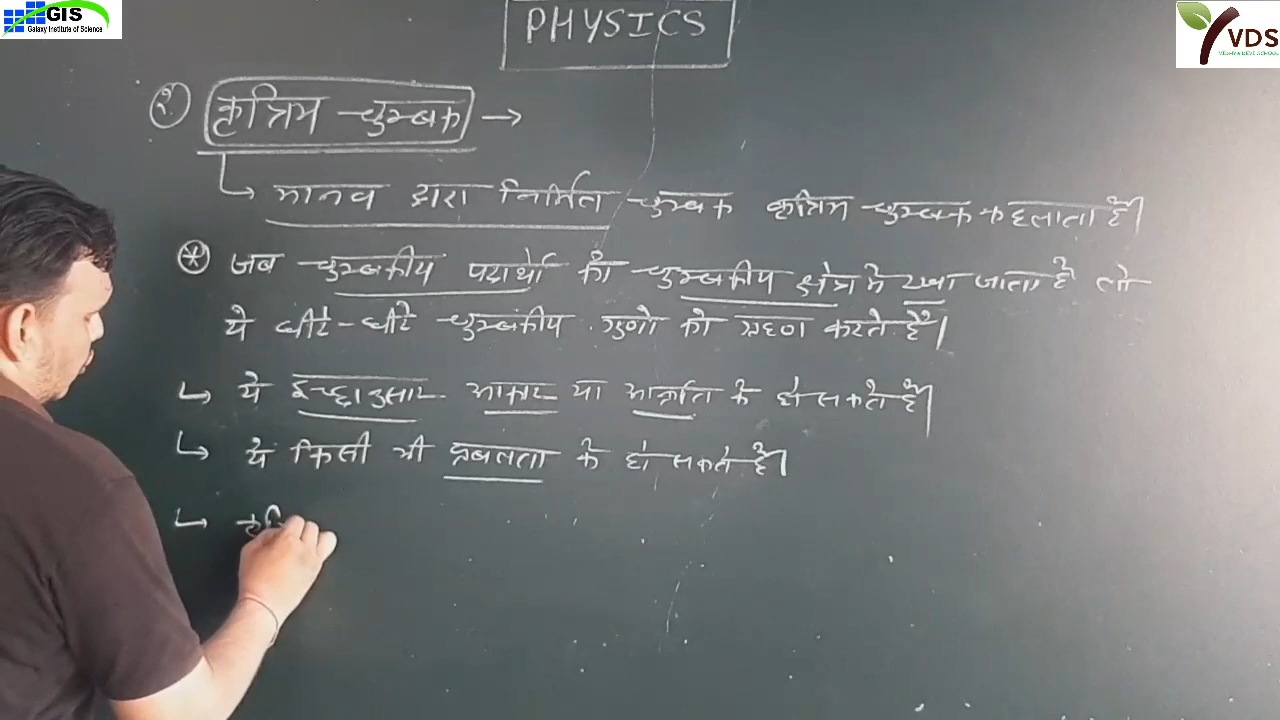 GIS
Galaxy Institute of Science
VDS
PHYSICS
२. कृत्रिम चुम्बक →
मानव द्वारा निर्मित चुम्बक कृत्रिम चुम्बक कहलाता है।
* जब चुम्बकीय पदार्थो को चुम्बकीय क्षेत्र मे रखा जाता है तो
ये धीरे-धीरे चुम्बकीय गुणो को ग्रहण करते है।
ये इच्छानुसार आकार या आकृति के हो सकते है।
ये किसी भी प्रबलता के हो सकते है।